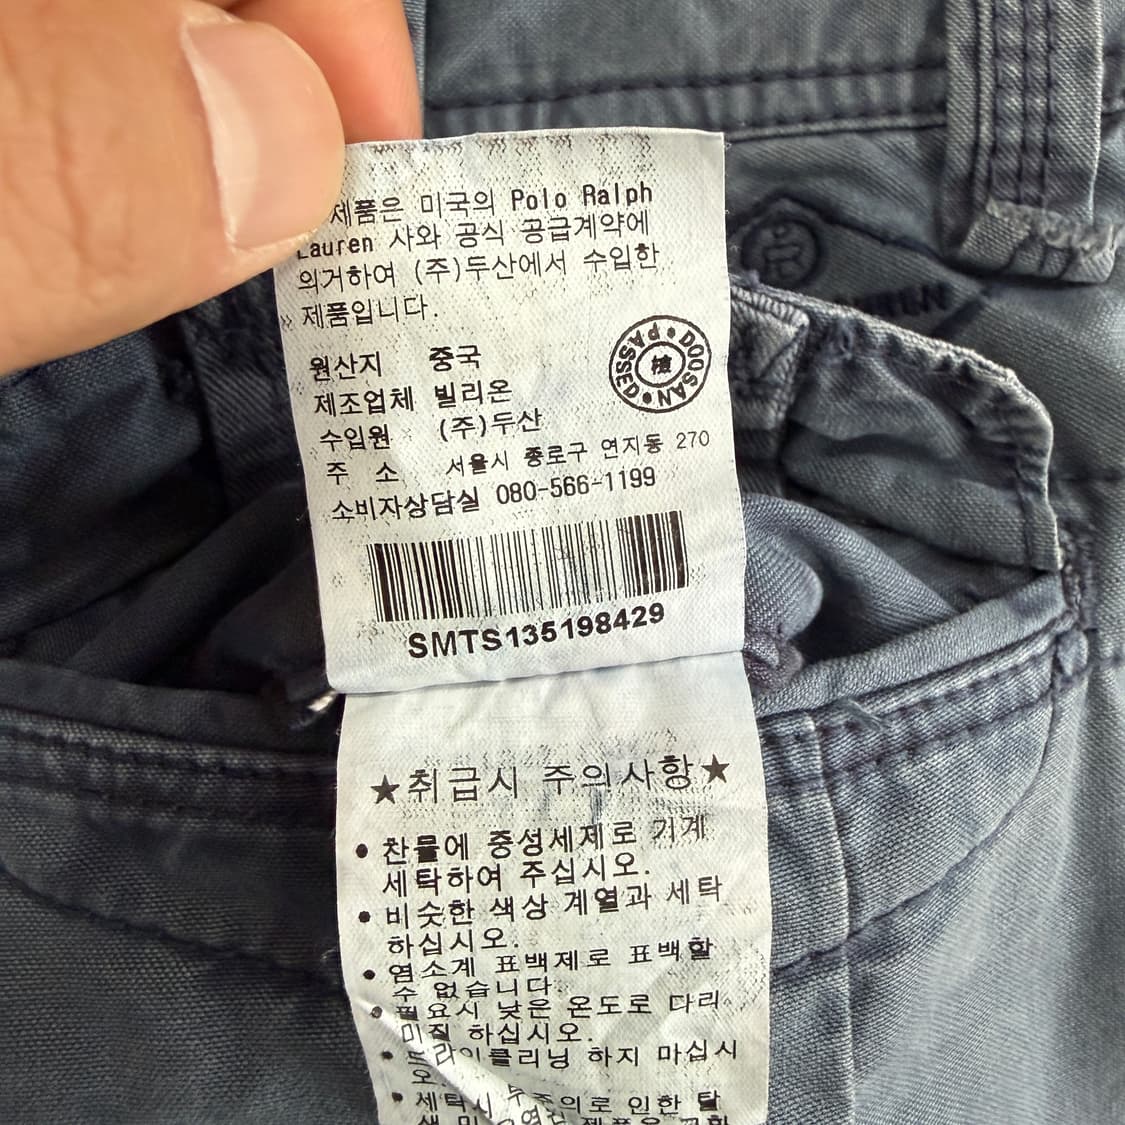 제품은 미국의 Polo Ralph
Lauren 사와 공식 공급계약에
의거하여 (주)두산에서 수입한
제품입니다.
원산지 중국
제조업체 빌리온
수입원 (주)두산
주 소 서울시 종로구 연지동 270
소비자상담실 080-566-1199
DOOSAN PASSED
檢
SMTS135198429
★취급시 주의사항★
● 찬물에 중성세제로 기계
세탁하여 주십시오.
● 비슷한 색상 계열과 세탁
하십시오.
● 염소계 표백제로 표백할
수 없습니다.
● 필요시 낮은 온도로 다리
미질 하십시오.
● 드라이클리닝 하지 마십시
오.
● 세탁시 부주의로 인한 탈